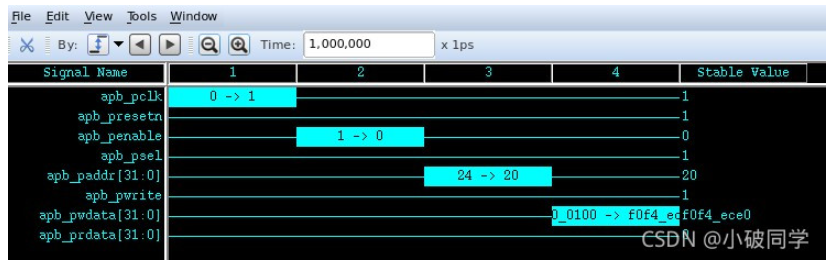 File Edit View Tools Window
By: Time: 1,000,000 x 1ps
Signal Name 1 2 3 4 Stable Value
apb_pclk 0 -> 1 1
apb_presetn 1
apb_penable 1 -> 0 0
apb_psel 1
apb_paddr[31:0] 24 -> 20 20
apb_pwrite 1
apb_pwdata[31:0] 0_0100 -> f0f4_ec f0f4_ece0
apb_prdata[31:0]
CSDN @小破同学